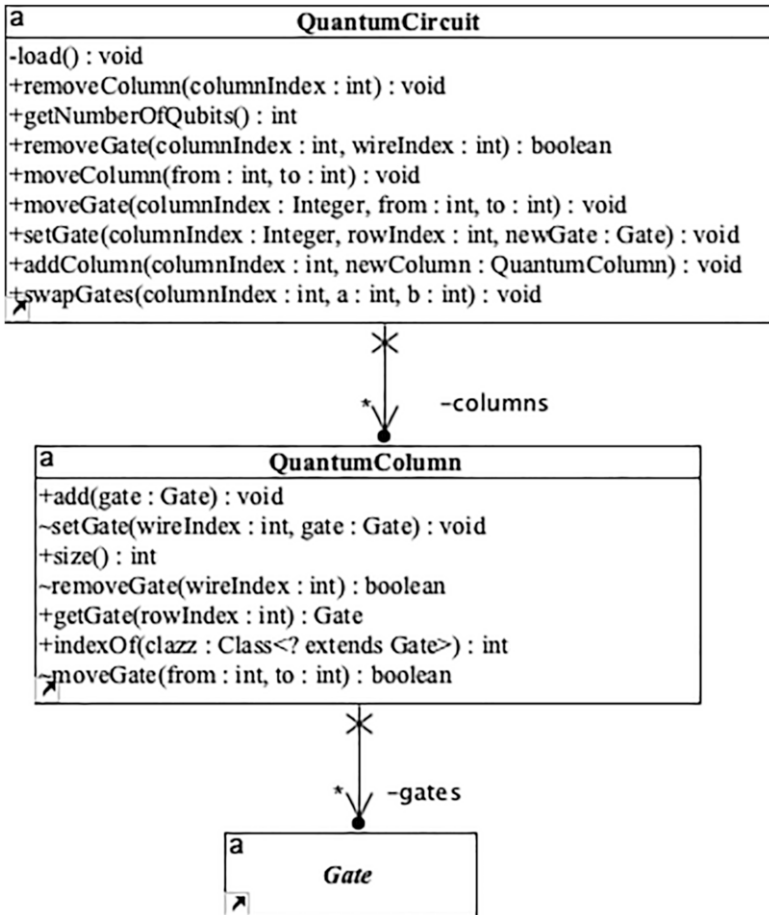 a
QuantumCircuit
-load() : void
+removeColumn(columnIndex : int) : void
+getNumberOfQubits() : int
+removeGate(columnIndex : int, wireIndex : int) : boolean
+moveColumn(from : int, to : int) : void
+moveGate(columnIndex : Integer, from : int, to : int) : void
+setGate(columnIndex : Integer, rowIndex : int, newGate : Gate) : void
+addColumn(columnIndex : int, newColumn : QuantumColumn) : void
+swapGates(columnIndex : int, a : int, b : int) : void
* -columns
a
QuantumColumn
+add(gate : Gate) : void
~setGate(wireIndex : int, gate : Gate) : void
+size() : int
~removeGate(wireIndex : int) : boolean
+getGate(rowIndex : int) : Gate
+indexOf(clazz : Class<? extends Gate>) : int
~moveGate(from : int, to : int) : boolean
* -gates
a
Gate